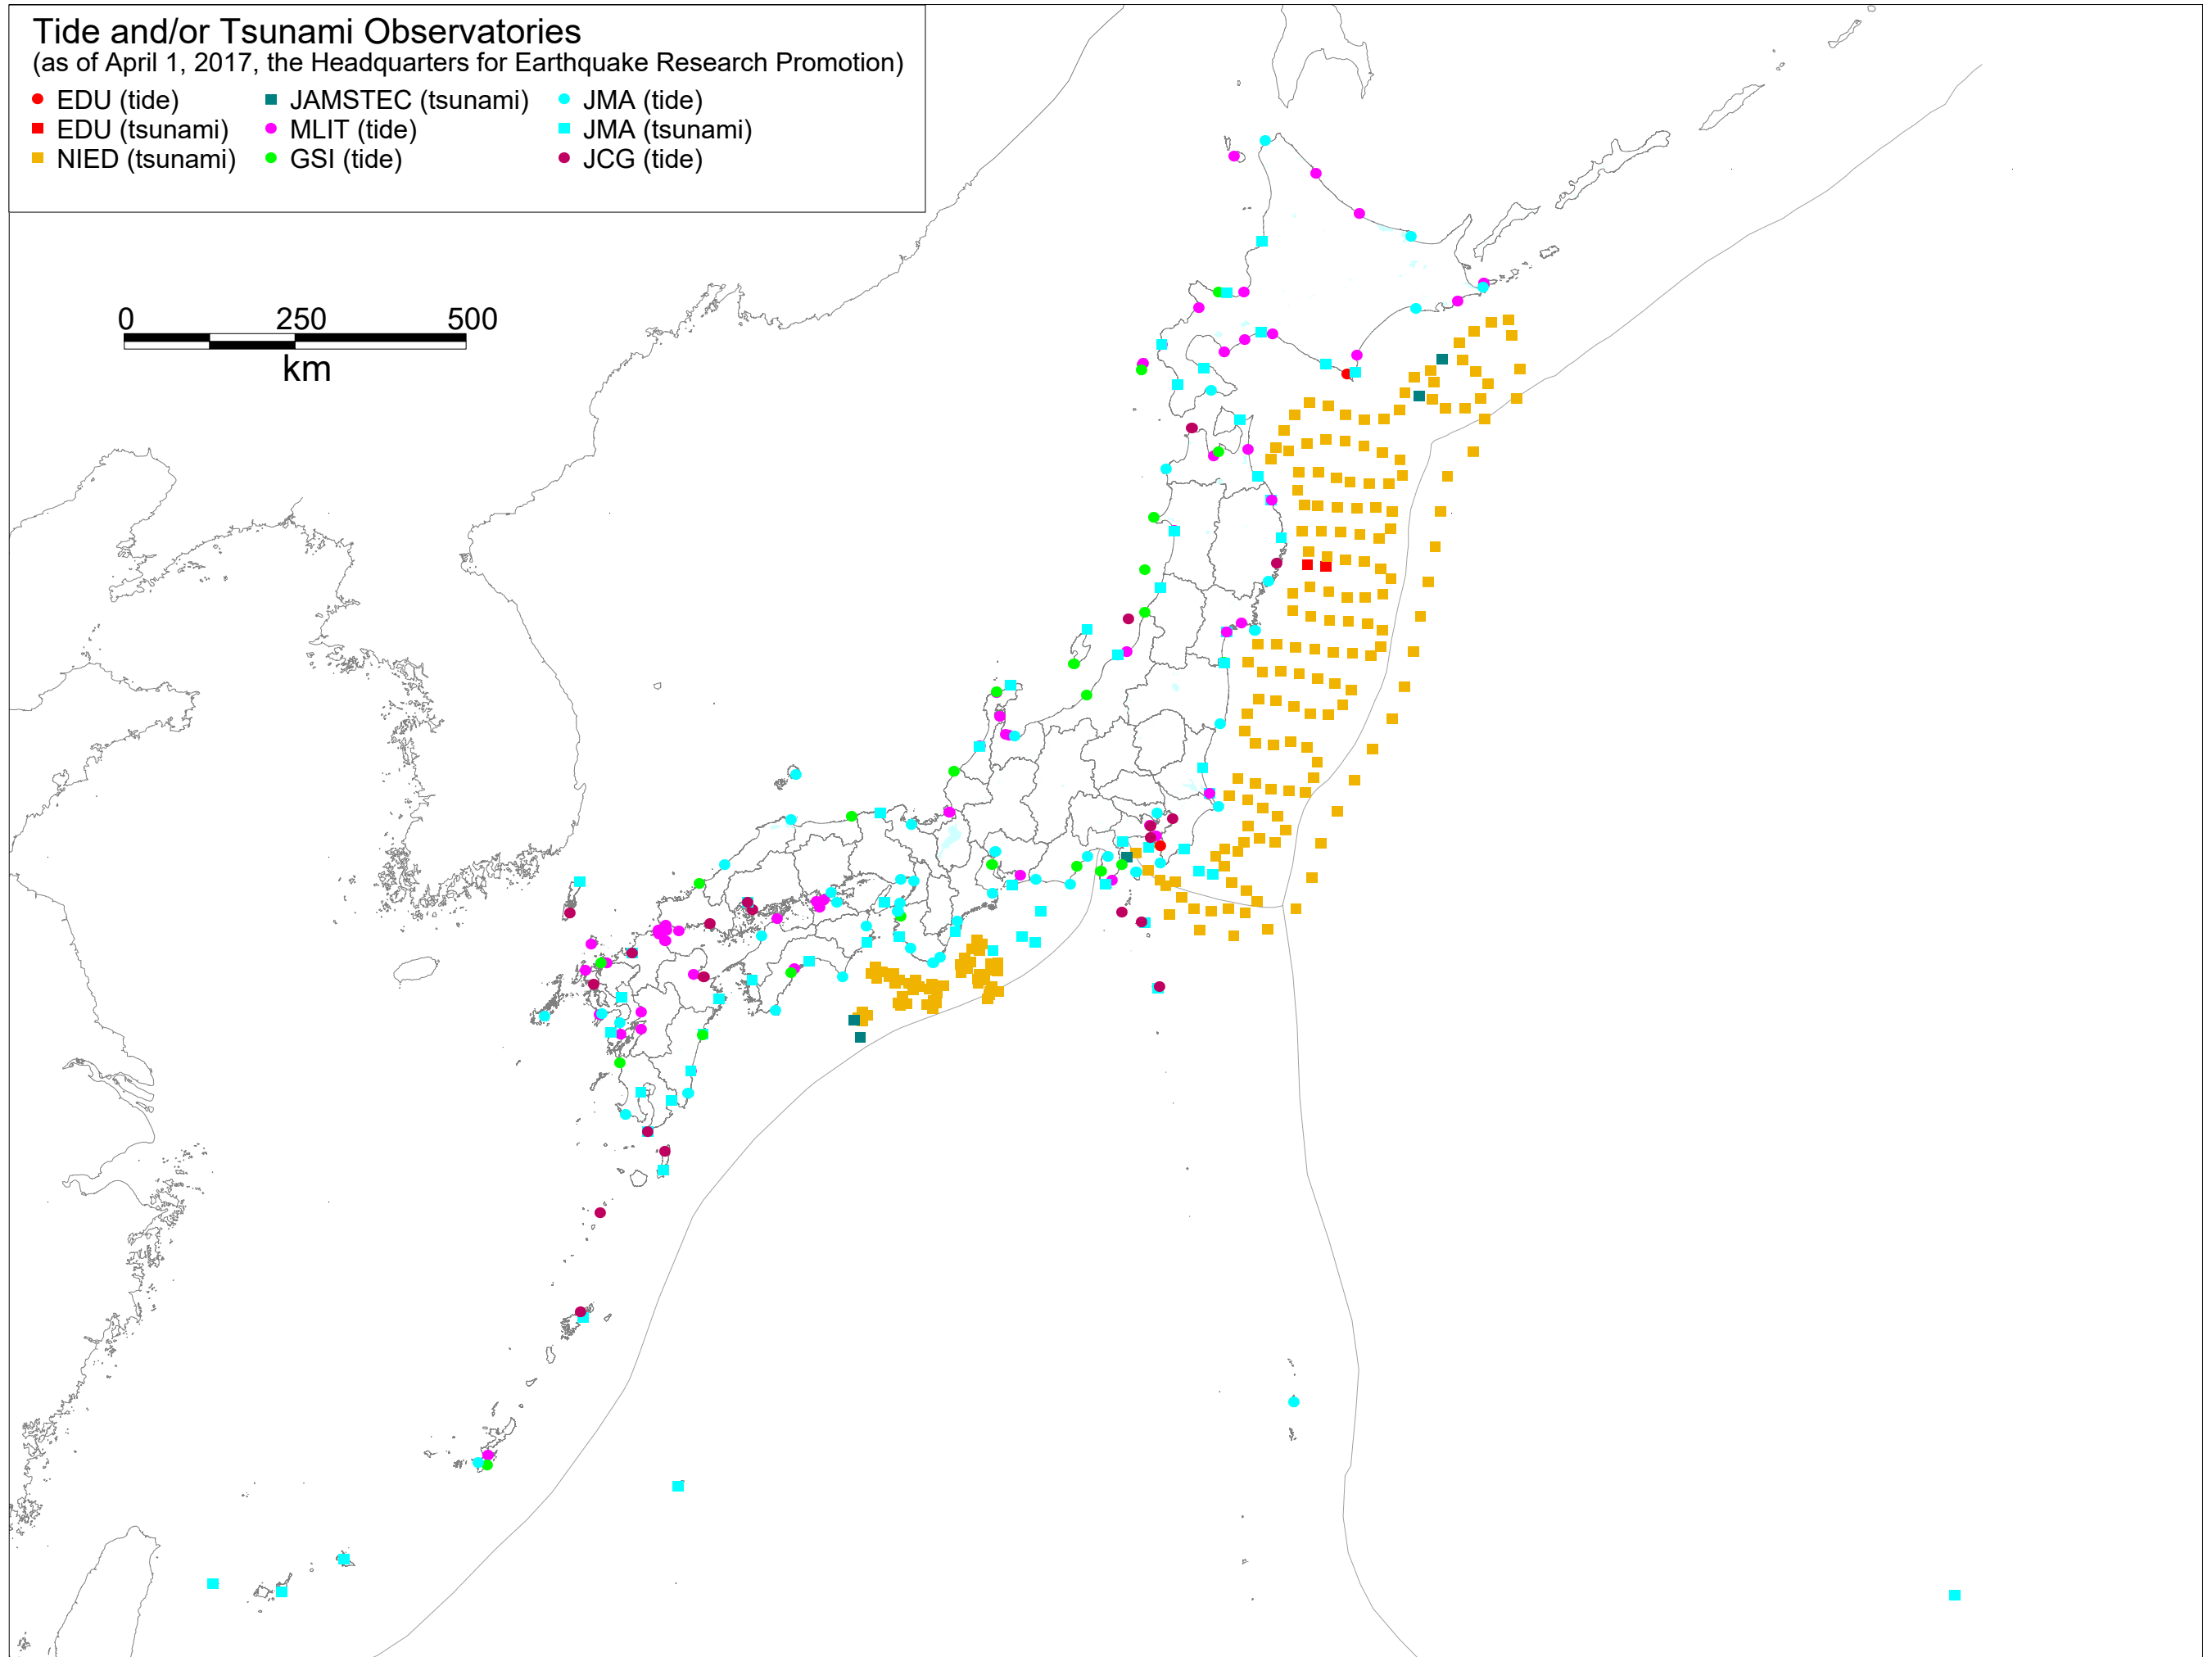 Tide and/or Tsunami Observatories
(as of April 1, 2017, the Headquarters for Earthquake Research Promotion)
EDU (tide) JAMSTEC (tsunami) JMA (tide)
EDU (tsunami) MLIT (tide) JMA (tsunami)
NIED (tsunami) GSI (tide) JCG (tide)
0 250 500
km